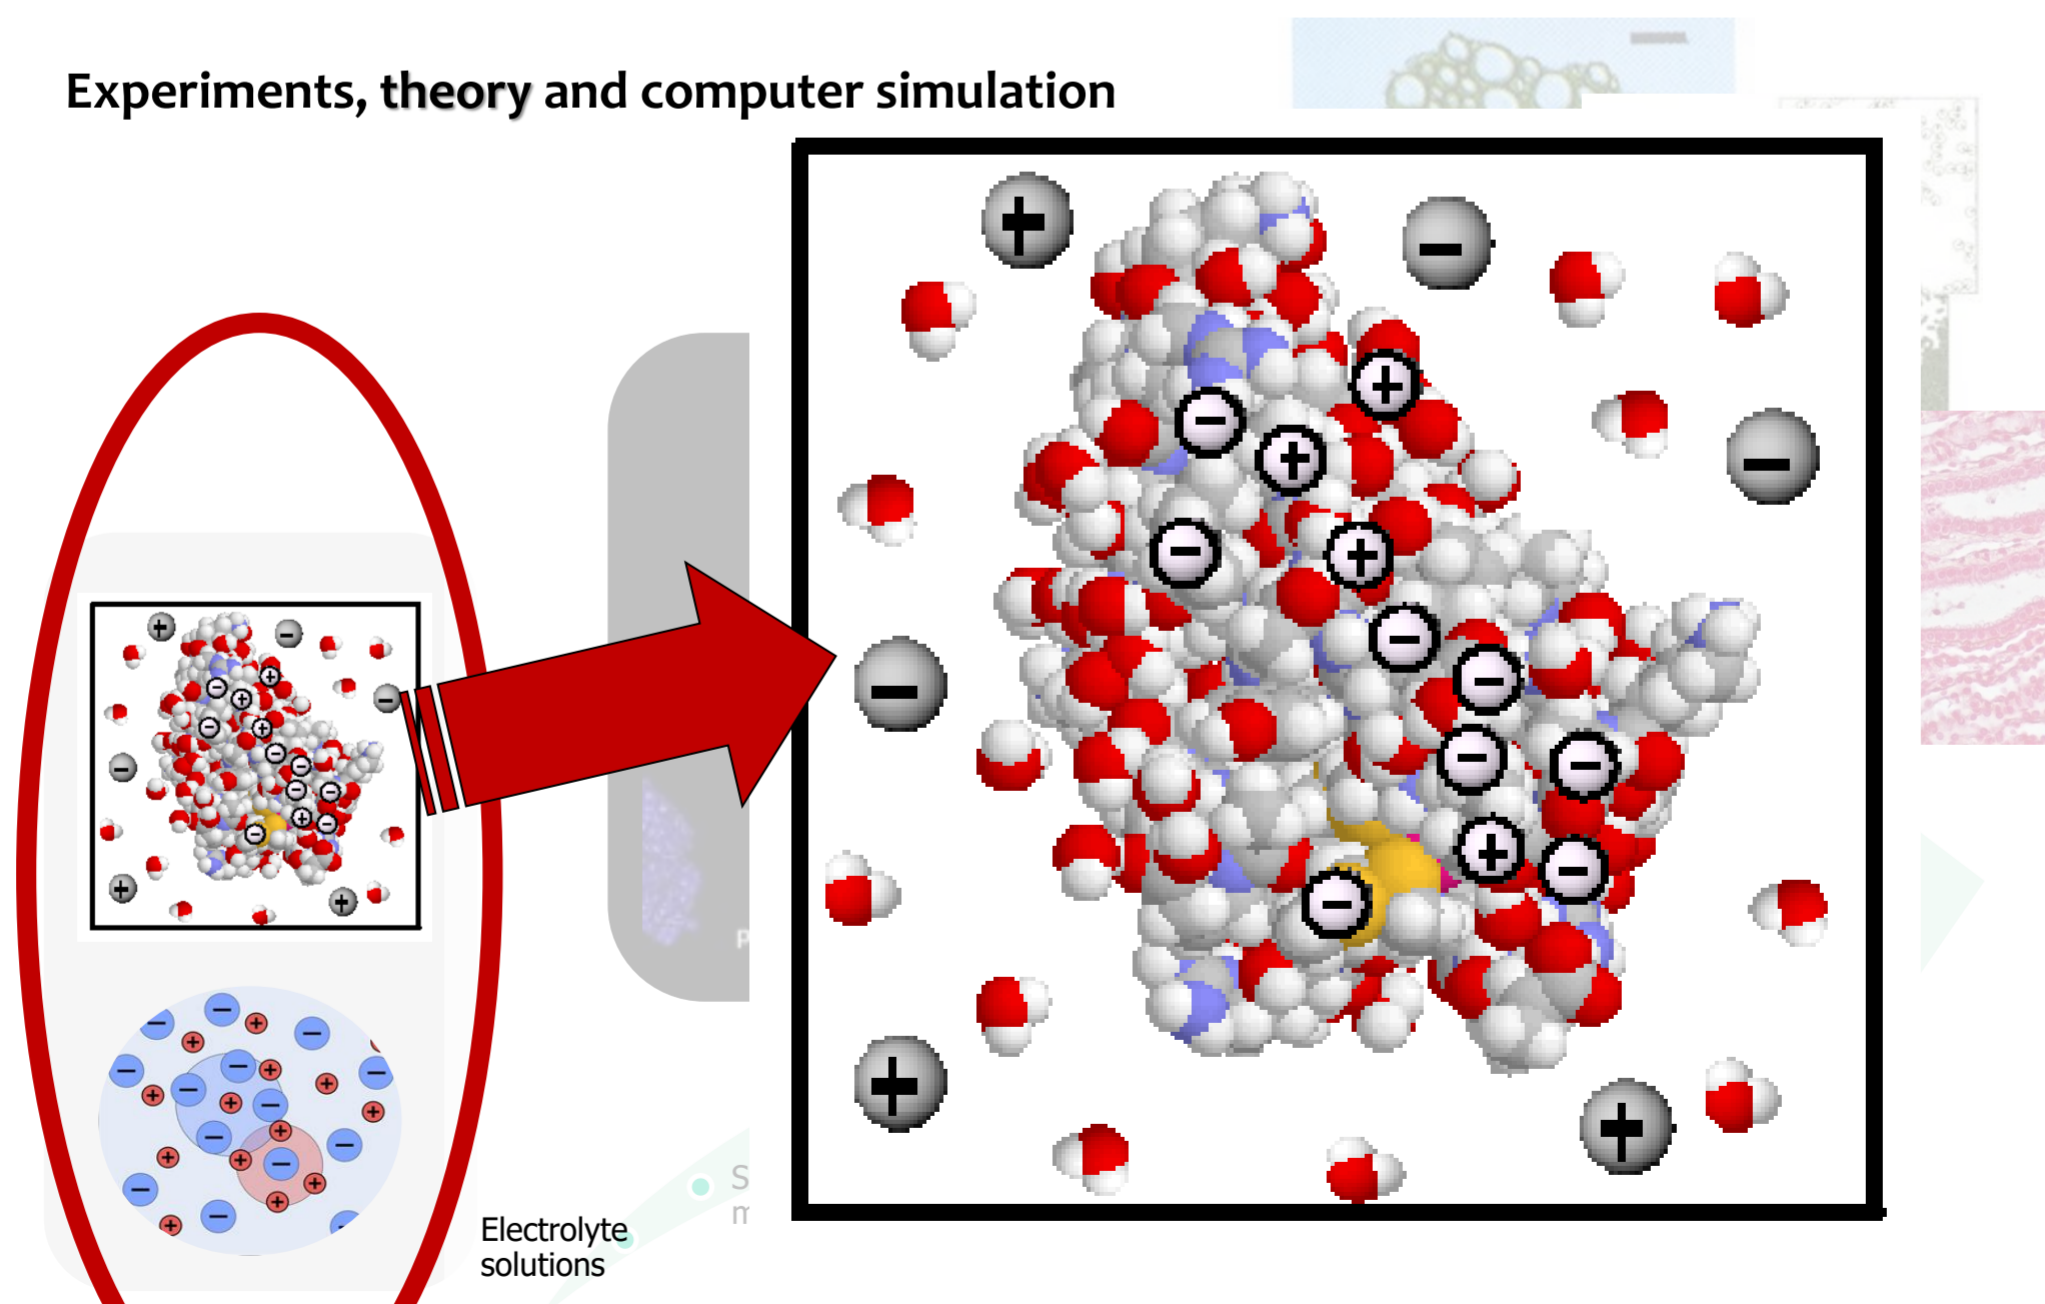 Experiments, theory and computer simulation
Electrolyte
solutions